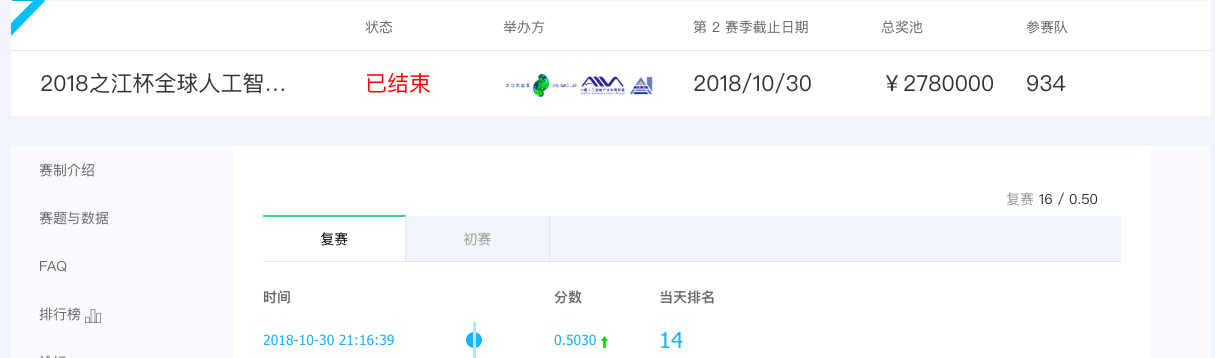 状态 举办方 第 2 赛季截止日期 总奖池 参赛队
2018之江杯全球人工智... 已结束 2018/10/30 ￥2780000 934
赛制介绍
复赛 16 / 0.50
赛题与数据
复赛 初赛
FAQ
时间 分数 当天排名
排行榜
2018-10-30 21:16:39 0.5030 14